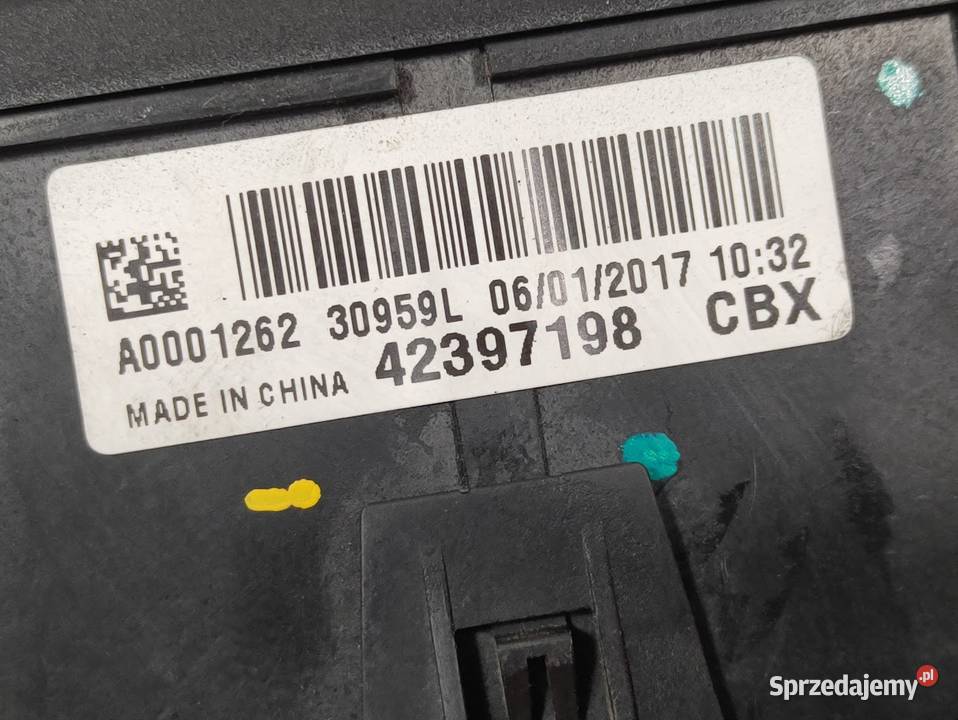 A0001262 30959L 06/01/2017 10:32
MADE IN CHINA 42397198 CBX
Sprzedajemy.pl